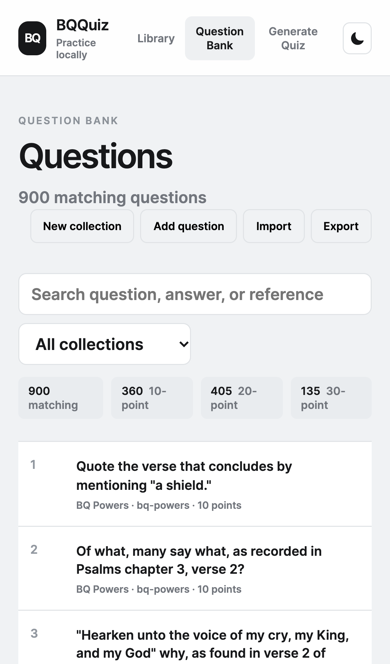 BQ
BQQuiz
Practice
locally
Library
Question
Bank
Generate
Quiz
QUESTION BANK
Questions
900 matching questions
New collection
Add question
Import
Export
Search question, answer, or reference
All collections
900
matching
360 10-
point
405 20-
point
135 30-
point
1
Quote the verse that concludes by
mentioning "a shield."
BQ Powers · bq-powers · 10 points
2
Of what, many say what, as recorded in
Psalms chapter 3, verse 2?
BQ Powers · bq-powers · 10 points
3
"Hearken unto the voice of my cry, my King,
and my God" why, as found in verse 2 of